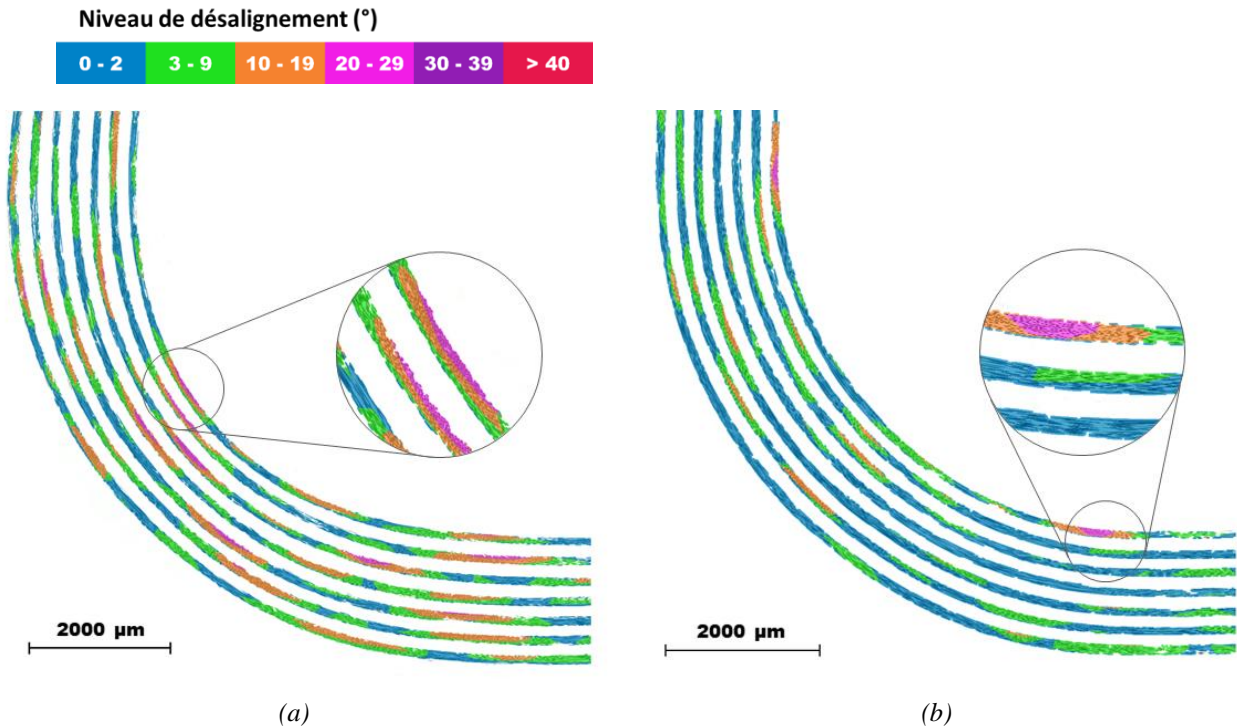 Niveau de désalignement (°)
0 - 2 3 - 9 10 - 19 20 - 29 30 - 39 > 40
2000 µm 2000 µm
(a) (b)